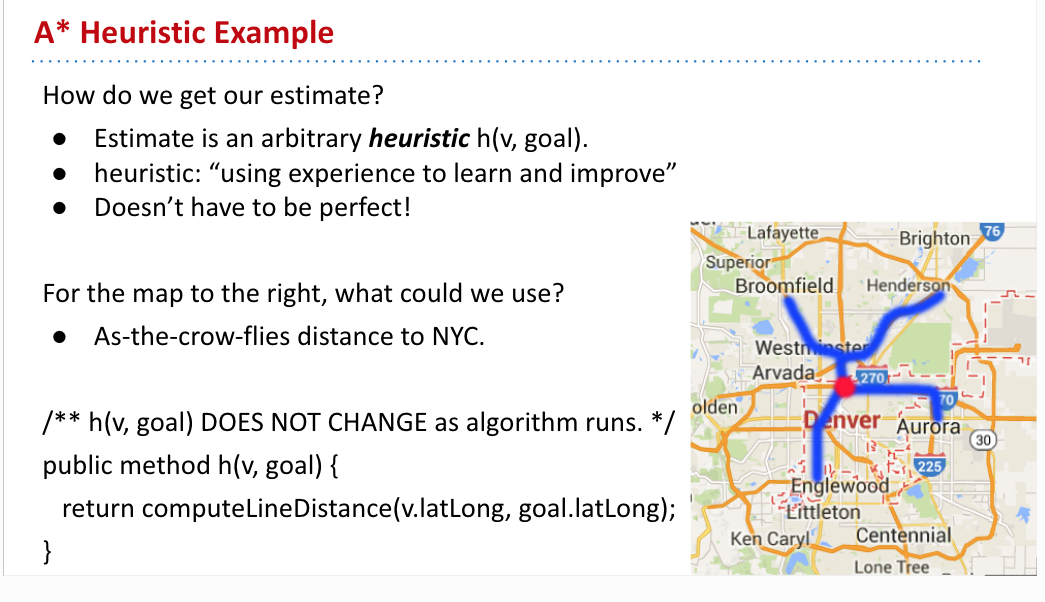 A* Heuristic Example
How do we get our estimate?
● Estimate is an arbitrary heuristic h(v, goal).
● heuristic: “using experience to learn and improve”
● Doesn’t have to be perfect!
For the map to the right, what could we use?
● As-the-crow-flies distance to NYC.
/** h(v, goal) DOES NOT CHANGE as algorithm runs. */
public method h(v, goal) {
return computeLineDistance(v.latLong, goal.latLong);
}
Lafayette
76
Brighton
Superior
Broomfield
Henderson
Westminster
Arvada
270
70
olden
Denver
Aurora
30
225
Englewood
Littleton
Ken Caryl
Centennial
Lone Tree